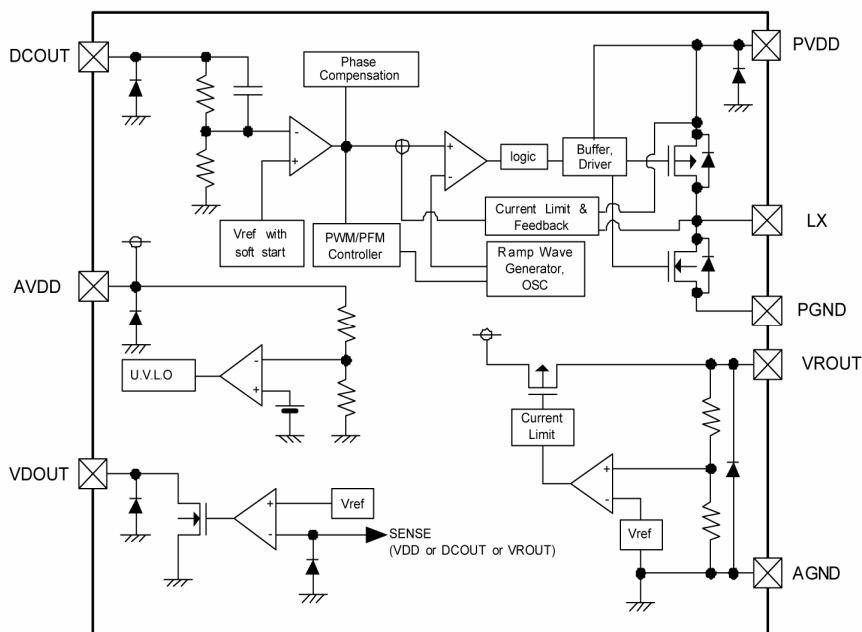 DCOUT
PVDD
Phase
Compensation
-
+
+
-
logic
Buffer,
Driver
Current Limit &
Feedback
LX
Vref with
soft start
PWM/PFM
Controller
Ramp Wave
Generator,
OSC
AVDD
PGND
U.V.L.O
-
+
VROUT
Current
Limit
+
-
Vref
VDOUT
+
-
Vref
SENSE
(VDD or DCOUT or VROUT)
AGND